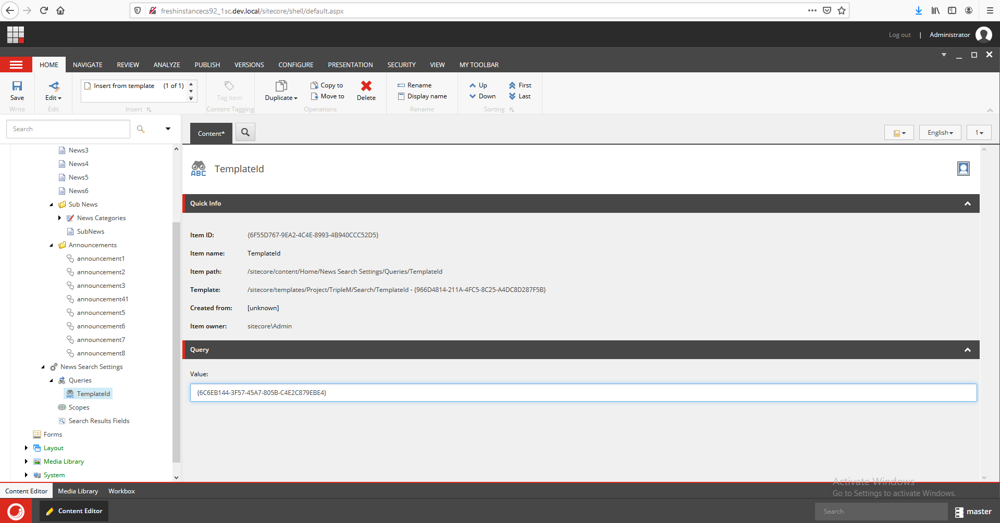 freshinstancecs92_1sc.dev.local/sitecore/shell/default.aspx
Log out | Administrator
HOME NAVIGATE REVIEW ANALYZE PUBLISH VERSIONS CONFIGURE PRESENTATION SECURITY VIEW MY TOOLBAR
Insert from template (1 of 1) Copy to Rename Up First
Save Edit Tag item Duplicate Move to Delete Display name Down Last
Write Edit Insert Content Tagging Operations Rename Sorting
Search
Content* English 1
News3
News4
News5
News6
Sub News
News Categories
SubNews
Announcements
announcement1
announcement2
announcement3
announcement41
announcement5
announcement6
announcement7
announcement8
News Search Settings
Queries
ABC TemplateId
Scopes
Search Results Fields
Forms
Layout
Media Library
System
ABC TemplateId
Quick Info
Item ID: {6F55D767-9EA2-4C4E-8993-4B940CCC52D5}
Item name: TemplateId
Item path: /sitecore/content/Home/News Search Settings/Queries/TemplateId
Template: /sitecore/templates/Project/TripleM/Search/TemplateId - {966D4814-211A-4FC5-8C25-A4DC8D287F5B}
Created from: [unknown]
Item owner: sitecore\Admin
Query
Value:
{6C6EB144-3F57-45A7-805B-C4E2C879EBE4}
Activate Windows
Go to Settings to activate Windows.
Content Editor Media Library Workbox
Content Editor Search master